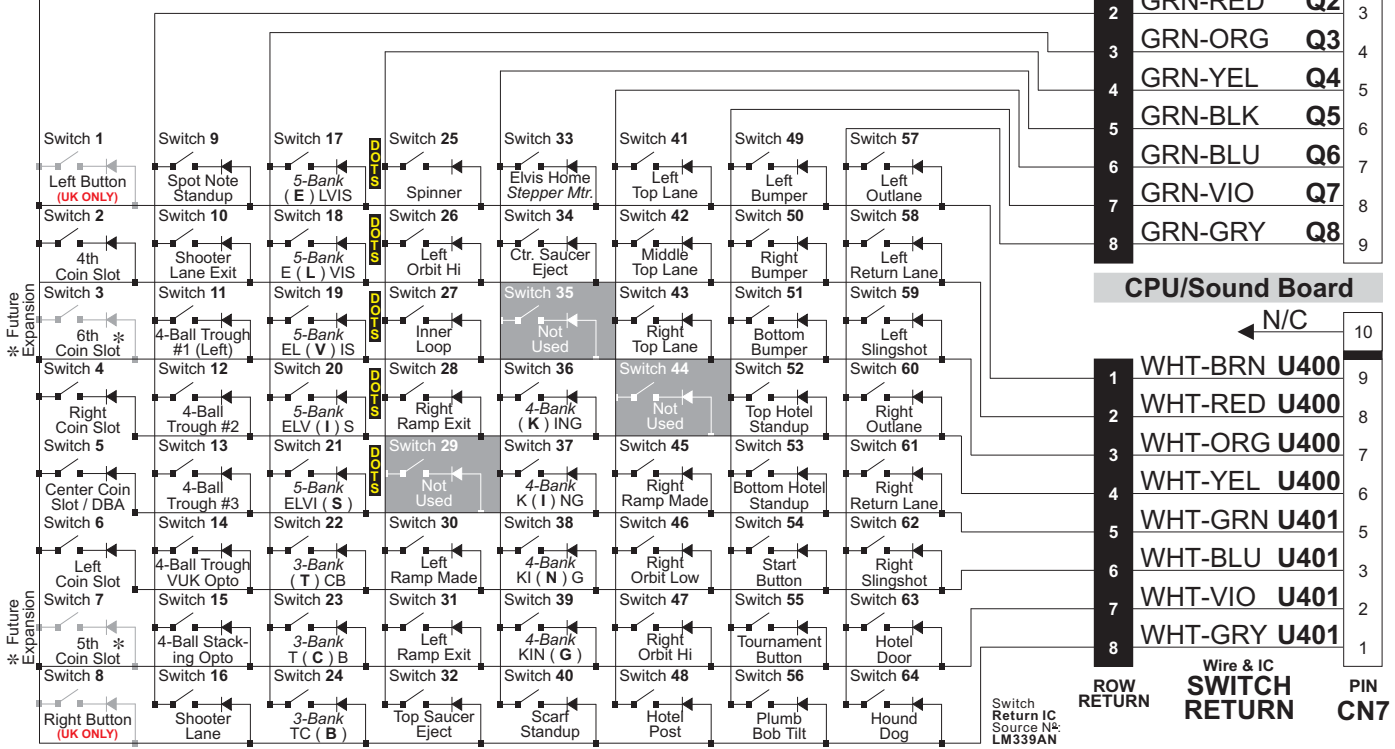 2 GRN-RED Q2 3
3 GRN-ORG Q3 4
4 GRN-YEL Q4 5
5 GRN-BLK Q5 6
6 GRN-BLU Q6 7
7 GRN-VIO Q7 8
8 GRN-GRY Q8 9
Switch 1 Switch 9 Switch 17 Switch 25 Switch 33 Switch 41 Switch 49 Switch 57
DOTS
Left Button Spot Note 5-Bank Spinner Elvis Home Left Left Left
(UK ONLY) Standup ( E ) LVIS Stepper Mtr. Top Lane Bumper Outlane
Switch 2 Switch 10 Switch 18 Switch 26 Switch 34 Switch 42 Switch 50 Switch 58
DOTS
4th Shooter 5-Bank Left Ctr. Saucer Middle Right Left
Coin Slot Lane Exit E ( L ) VIS Orbit Hi Eject Top Lane Bumper Return Lane
CPU/Sound Board
* Future
Expansion
Switch 3 Switch 11 Switch 19 Switch 27 Switch 35 Switch 43 Switch 51 Switch 59
DOTS
6th * 4-Ball Trough 5-Bank Inner Not Right Bottom Left
Coin Slot #1 (Left) EL ( V ) IS Loop Used Top Lane Bumper Slingshot
N/C 10
Switch 4 Switch 12 Switch 20 Switch 28 Switch 36 Switch 44 Switch 52 Switch 60
DOTS
Right 4-Ball 5-Bank Right 4-Bank Not Top Hotel Right
Coin Slot Trough #2 ELV ( I ) S Ramp Exit ( K ) ING Used Standup Outlane
1 WHT-BRN U400 9
2 WHT-RED U400 8
3 WHT-ORG U400 7
4 WHT-YEL U400 6
5 WHT-GRN U401 5
6 WHT-BLU U401 3
7 WHT-VIO U401 2
8 WHT-GRY U401 1
Switch 5 Switch 13 Switch 21 Switch 29 Switch 37 Switch 45 Switch 53 Switch 61
DOTS
Center Coin 4-Ball 5-Bank Not 4-Bank Right Bottom Hotel Right
Slot / DBA Trough #3 ELVI ( S ) Used K ( I ) NG Ramp Made Standup Return Lane
Switch 6 Switch 14 Switch 22 Switch 30 Switch 38 Switch 46 Switch 54 Switch 62
Left 4-Ball Trough 3-Bank Left 4-Bank Right Start Right
Coin Slot VUK Opto ( T ) CB Ramp Made KI ( N ) G Orbit Low Button Slingshot
* Future
Expansion
Switch 7 Switch 15 Switch 23 Switch 31 Switch 39 Switch 47 Switch 55 Switch 63
5th * 4-Ball Stack- 3-Bank Left 4-Bank Right Tournament Hotel
Coin Slot ing Opto T ( C ) B Ramp Exit KIN ( G ) Orbit Hi Button Door
Switch 8 Switch 16 Switch 24 Switch 32 Switch 40 Switch 48 Switch 56 Switch 64
Right Button Shooter 3-Bank Top Saucer Scarf Hotel Plumb Hound
(UK ONLY) Lane TC ( B ) Eject Standup Post Bob Tilt Dog
Switch
Return IC
Source Nº:
LM339AN
ROW
RETURN
Wire & IC
SWITCH
RETURN
PIN
CN7